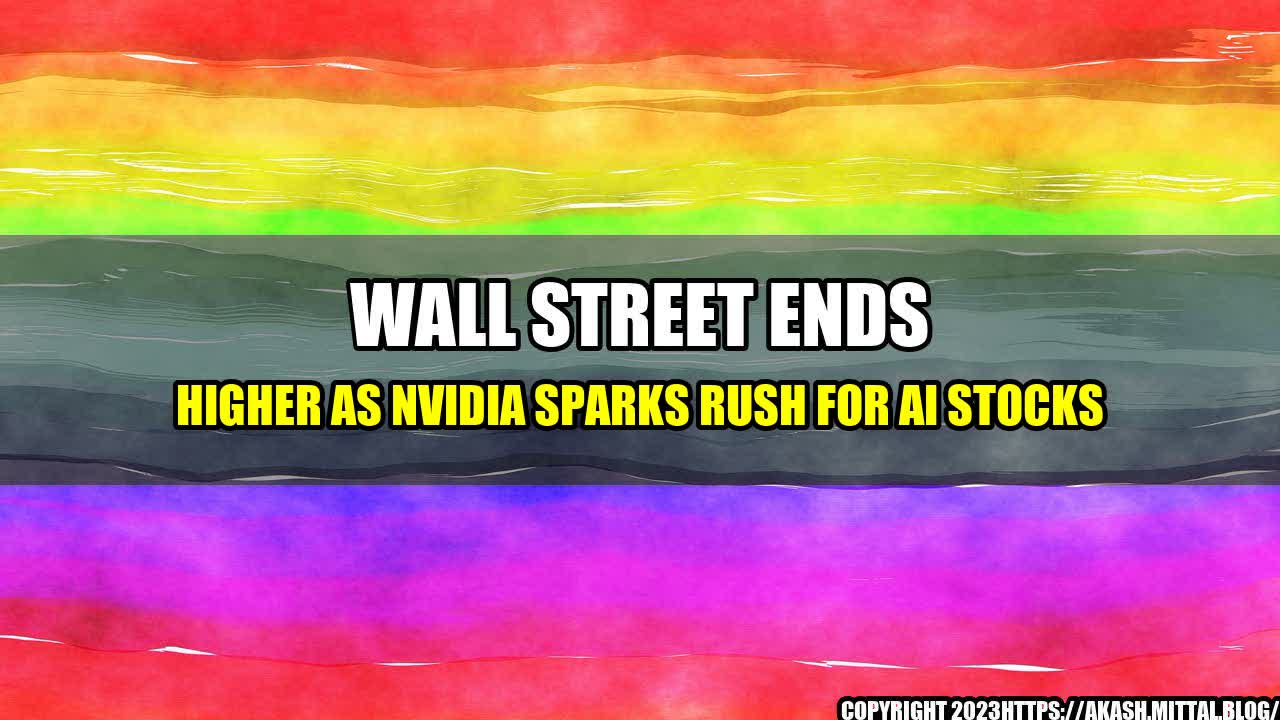 WALL STREET ENDS
HIGHER AS NVIDIA SPARKS RUSH FOR AI STOCKS
COPYRIGHT 2023HTTPS://AKASH.MITTAL.BLOG/